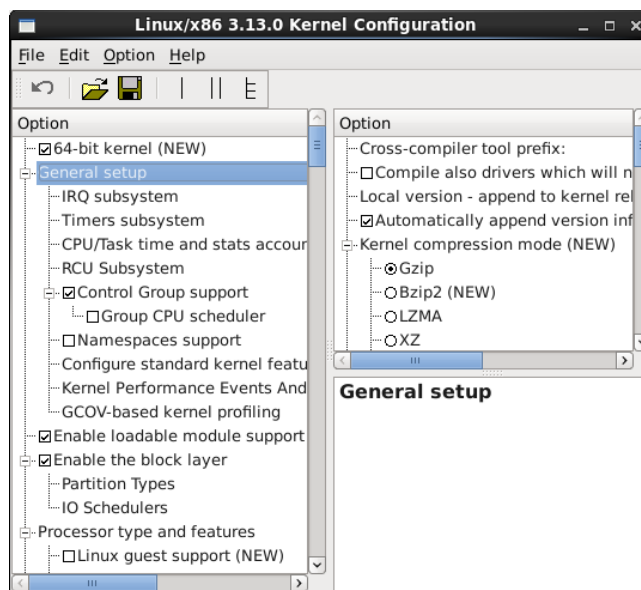 Linux/x86 3.13.0 Kernel Configuration
File Edit Option Help
Option
64-bit kernel (NEW)
General setup
IRQ subsystem
Timers subsystem
CPU/Task time and stats accour
RCU Subsystem
Control Group support
Group CPU scheduler
Namespaces support
Configure standard kernel featu
Kernel Performance Events And
GCOV-based kernel profiling
Enable loadable module support
Enable the block layer
Partition Types
IO Schedulers
Processor type and features
Linux guest support (NEW)
Option
Cross-compiler tool prefix:
Compile also drivers which will n
Local version - append to kernel rel
Automatically append version inf
Kernel compression mode (NEW)
Gzip
Bzip2 (NEW)
LZMA
XZ
General setup